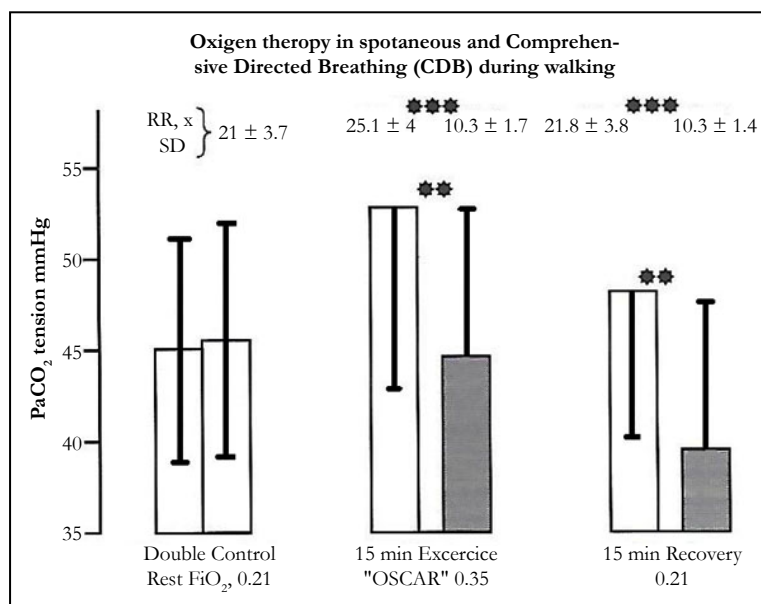 Oxigen theropy in spotaneous and Comprehen-
sive Directed Breathing (CDB) during walking
RR, x
SD
21 ± 3.7
25.1 ± 4
10.3 ± 1.7
21.8 ± 3.8
10.3 ± 1.4
PaCO₂ tension mmHg
55
50
45
40
35
Double Control
Rest FiO₂, 0.21
15 min Excercice
"OSCAR" 0.35
15 min Recovery
0.21